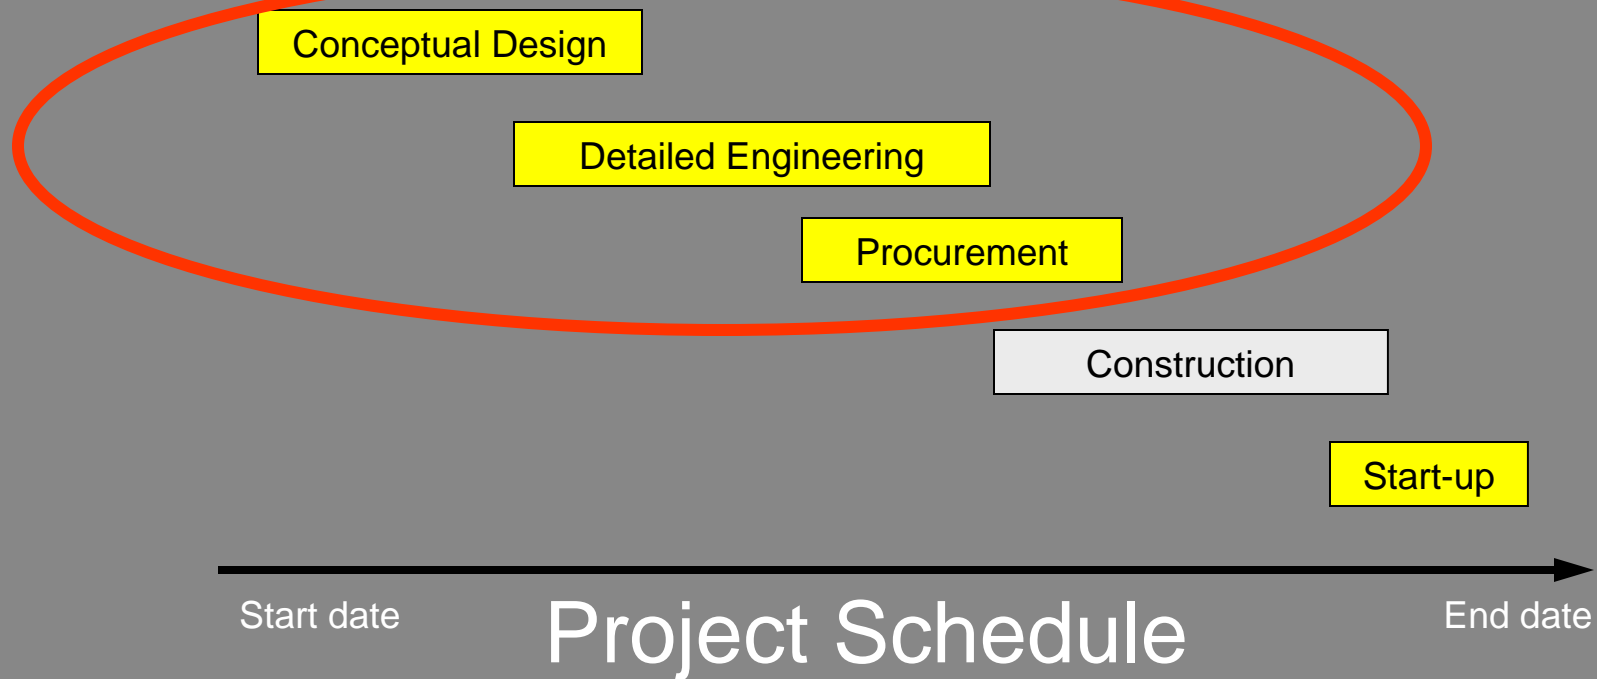 Conceptual Design
Detailed Engineering
Procurement
Construction
Start-up
Start date
Project Schedule
End date